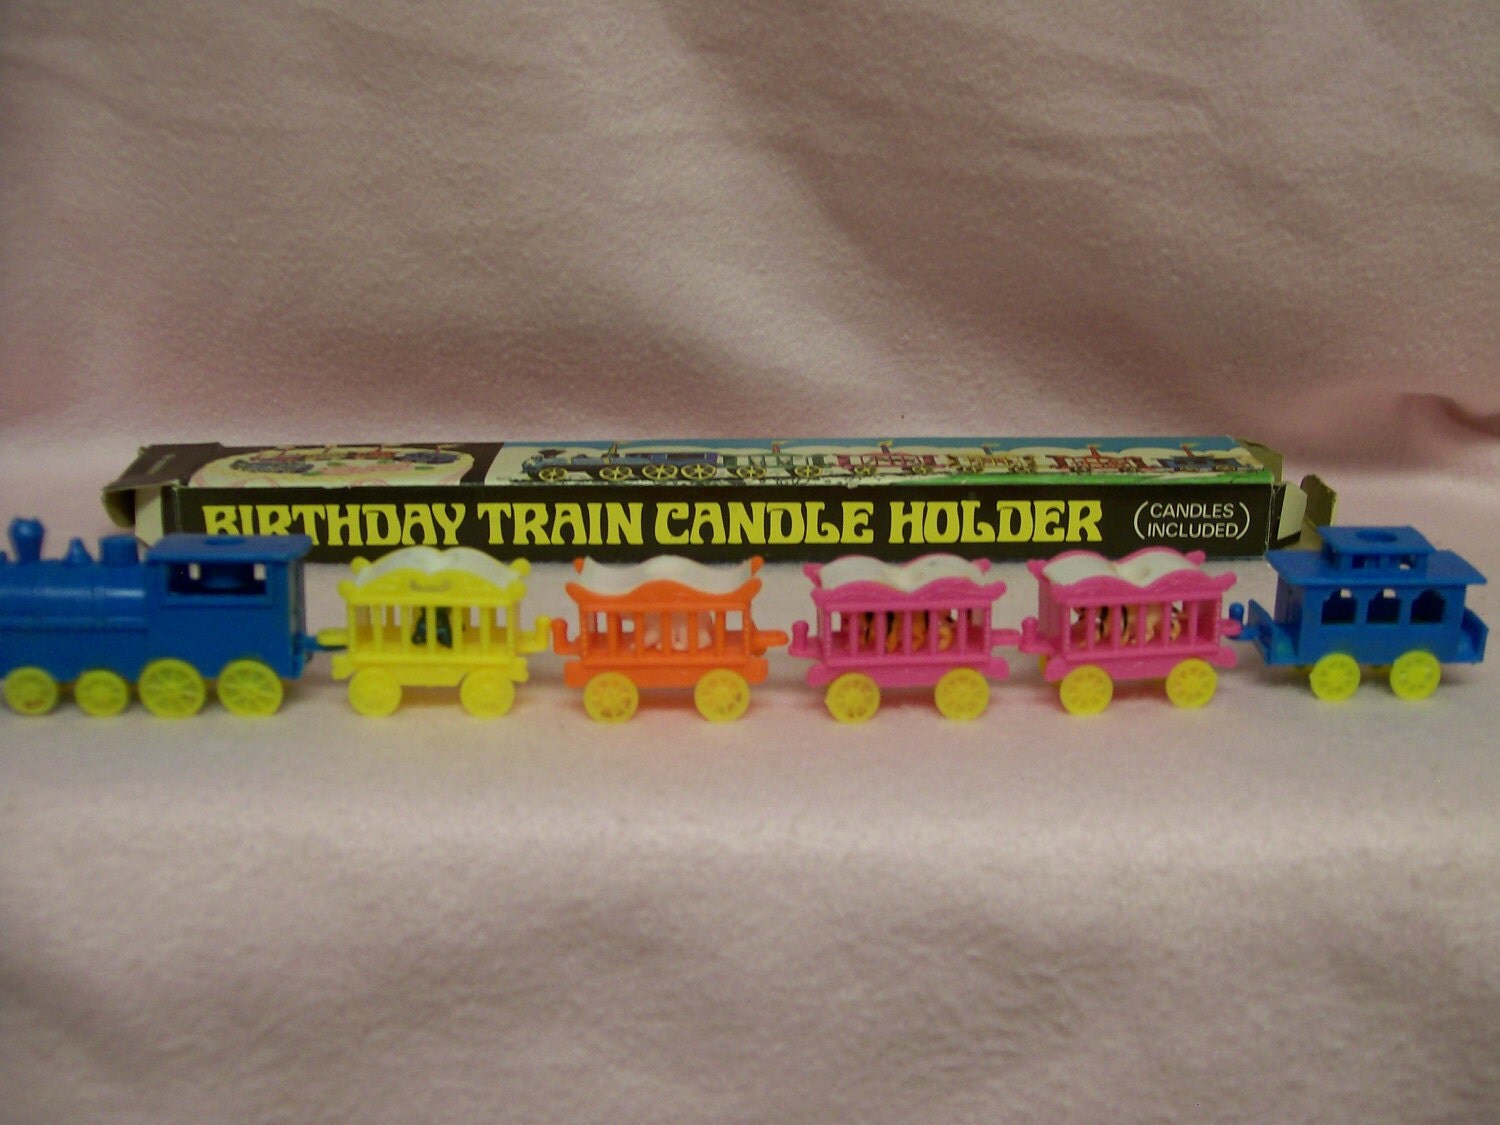 BIRTHDAY TRAIN CANDLE HOLDER
(CANDLES
INCLUDED)